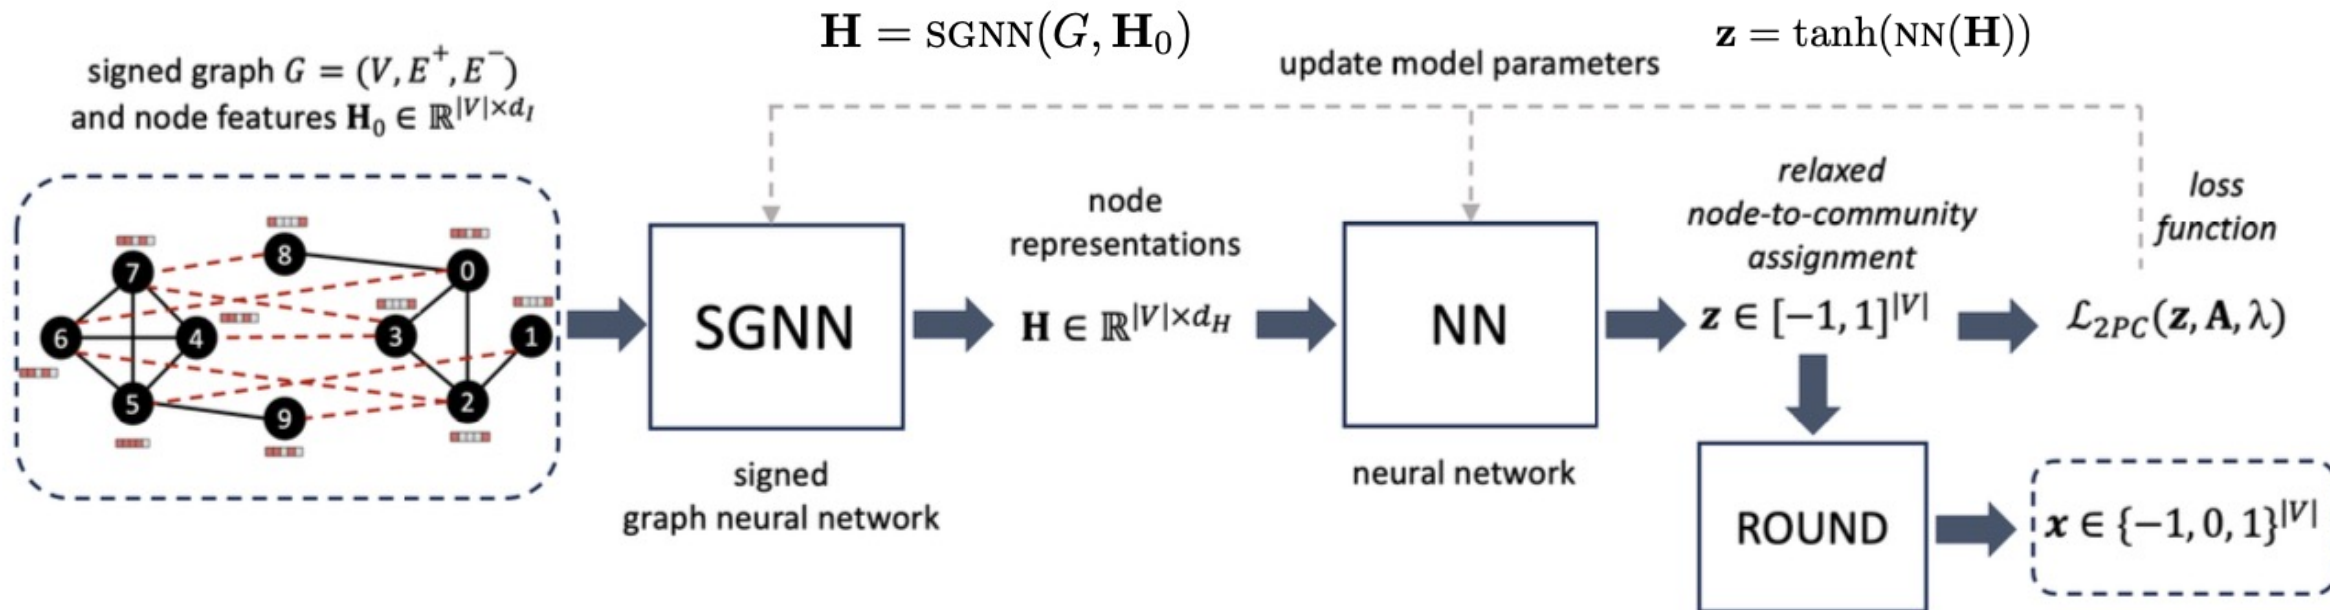 H = SGNN(G, H₀)
z = tanh(NN(H))
signed graph G = (V, E⁺, E⁻)
and node features H₀ ∈ ℝ^{|V|×d_I}
update model parameters
7
8
0
6
4
3
1
5
9
2
SGNN
signed
graph neural network
node
representations
H ∈ ℝ^{|V|×d_H}
NN
neural network
relaxed
node-to-community
assignment
z ∈ [−1, 1]^{|V|}
loss
function
ℒ_{2PC}(z, A, λ)
ROUND
x ∈ {−1, 0, 1}^{|V|}